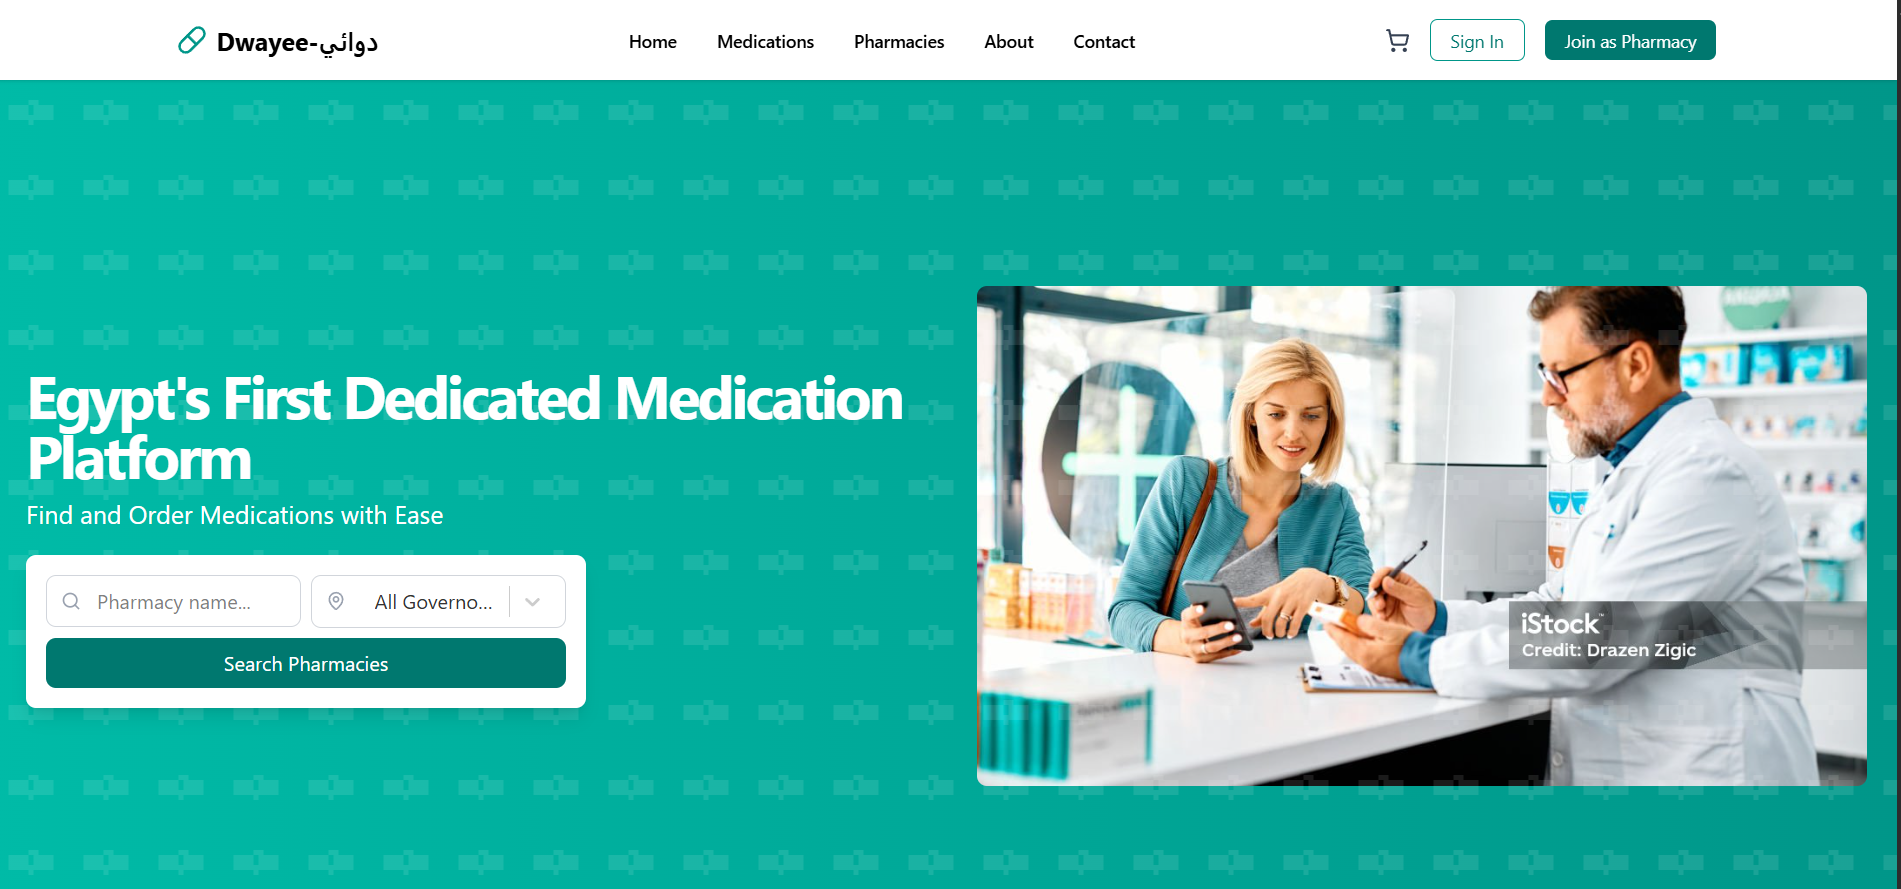 Dwayee-دوائي
Home
Medications
Pharmacies
About
Contact
Sign In
Join as Pharmacy
Egypt's First Dedicated Medication
Platform
Find and Order Medications with Ease
Pharmacy name...
All Governo...
Search Pharmacies
iStock™
Credit: Drazen Zigic